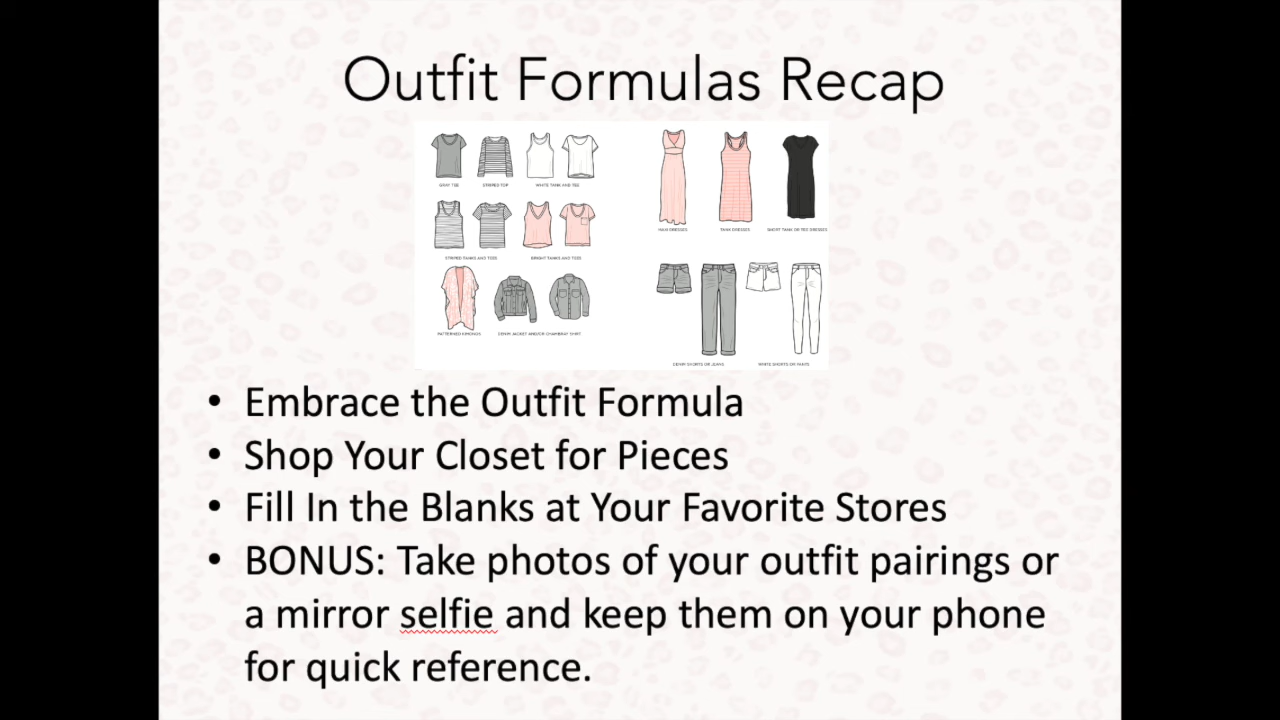 Outfit Formulas Recap
GRAY TEE
STRIPED TOP
WHITE TANK AND TEE
STRIPED TANKS AND TEES
BRIGHT TANKS AND TEES
PATTERNED KIMONOS
DENIM JACKET AND/OR CHAMBRAY SHIRT
MAXI DRESSES
TANK DRESSES
SHORT TANK OR TEE DRESSES
DENIM SHORTS OR JEANS
WHITE SHORTS OR PANTS
• Embrace the Outfit Formula
• Shop Your Closet for Pieces
• Fill In the Blanks at Your Favorite Stores
• BONUS: Take photos of your outfit pairings or
a mirror selfie and keep them on your phone
for quick reference.